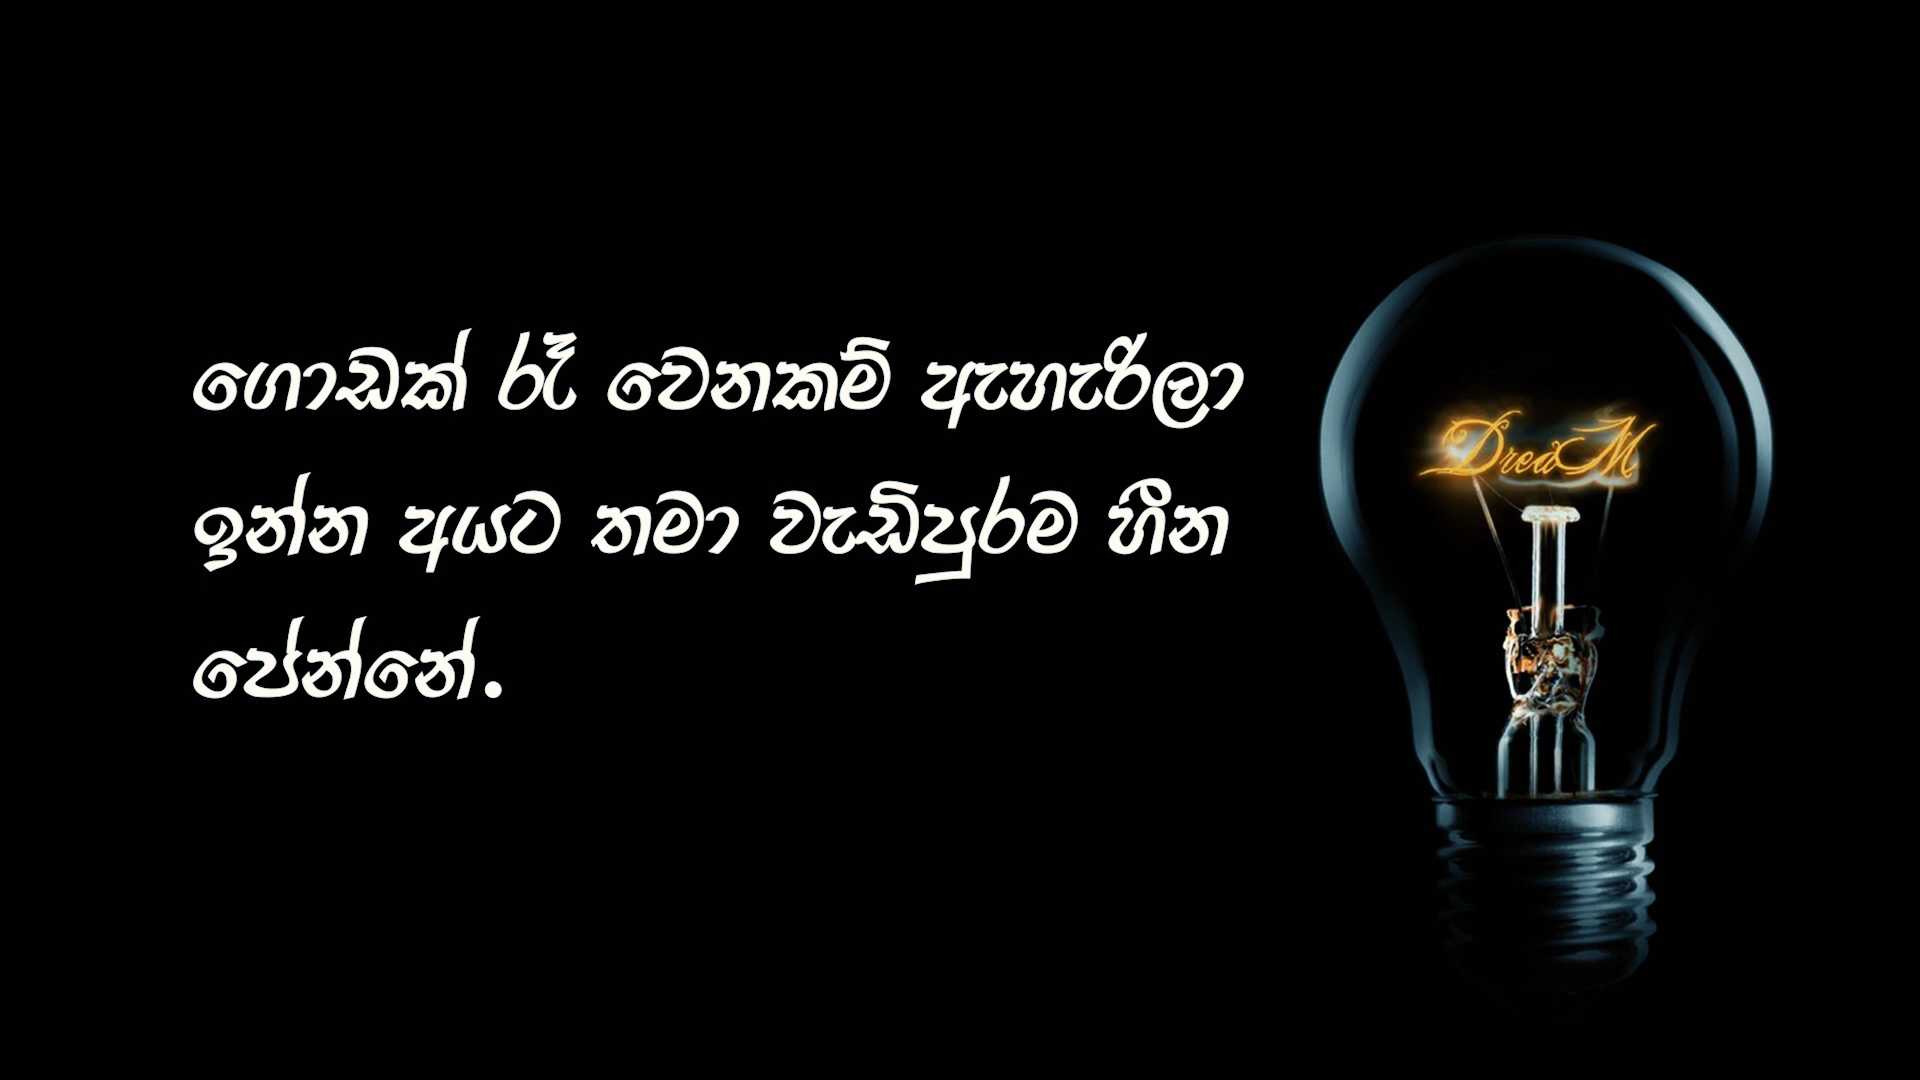 ගොඩක් රෑ වෙනකම් ඇහැරිලා
ඉන්න අයට තමා වැඩිපුරම හීන
පේන්නේ.
DreaM